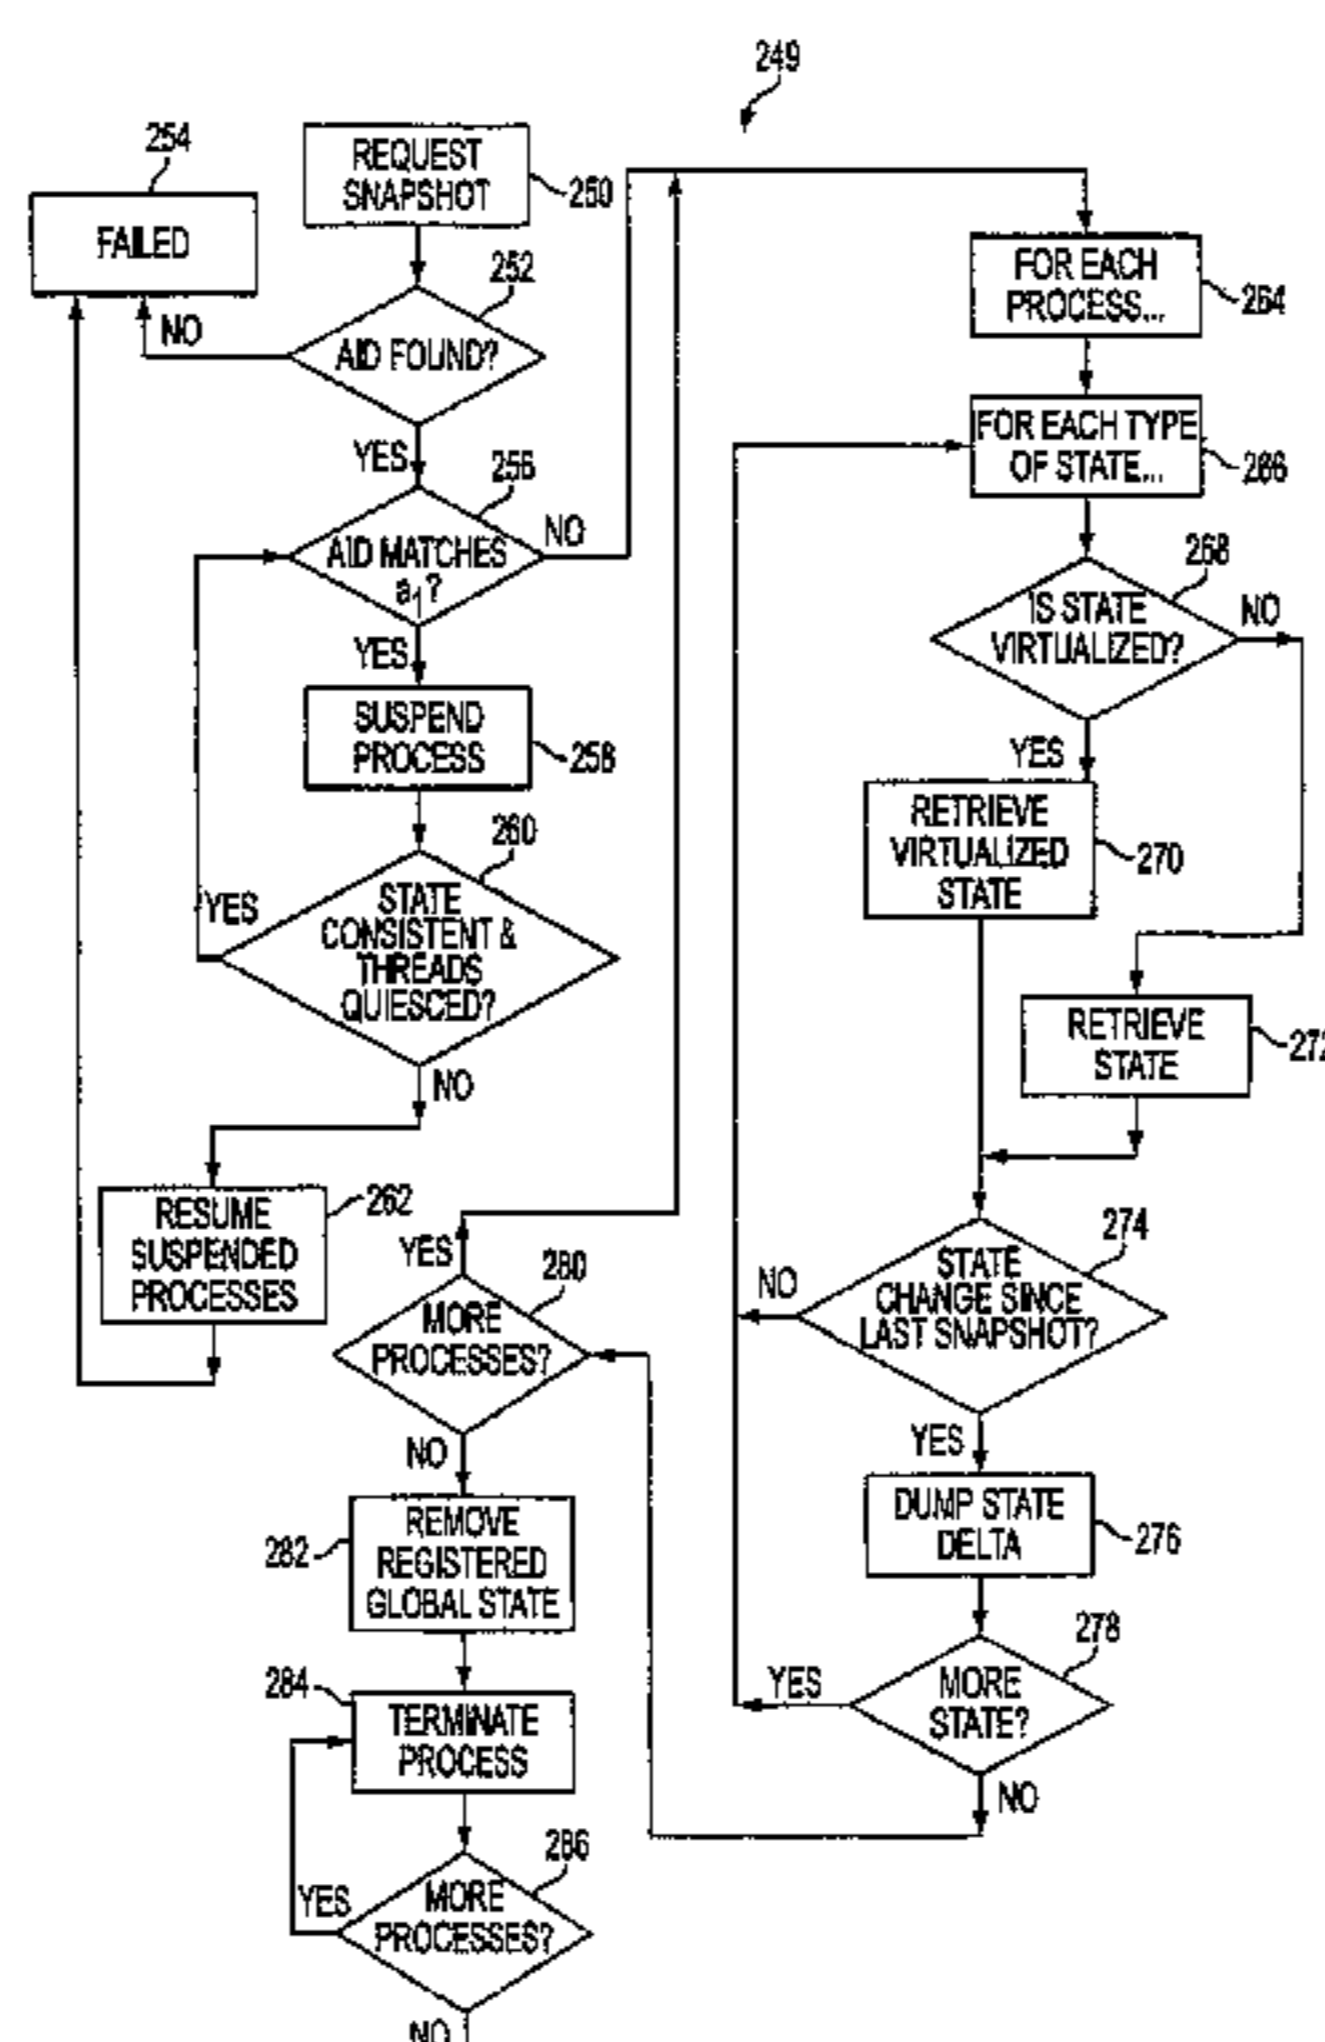 249
254
FAILED
REQUEST
SNAPSHOT
250
252
NO
AID FOUND?
YES
256
AID MATCHES
a1?
NO
YES
SUSPEND
PROCESS
258
260
YES
STATE
CONSISTENT &
THREADS
QUIESCED?
NO
RESUME
SUSPENDED
PROCESSES
262
FOR EACH
PROCESS...
264
FOR EACH TYPE
OF STATE...
266
268
IS STATE
VIRTUALIZED?
NO
YES
RETRIEVE
VIRTUALIZED
STATE
270
RETRIEVE
STATE
272
274
STATE
CHANGE SINCE
LAST SNAPSHOT?
NO
YES
DUMP STATE
DELTA
276
278
MORE
STATE?
YES
NO
280
YES
MORE
PROCESSES?
NO
282
REMOVE
REGISTERED
GLOBAL STATE
284
TERMINATE
PROCESS
286
YES
MORE
PROCESSES?
NO